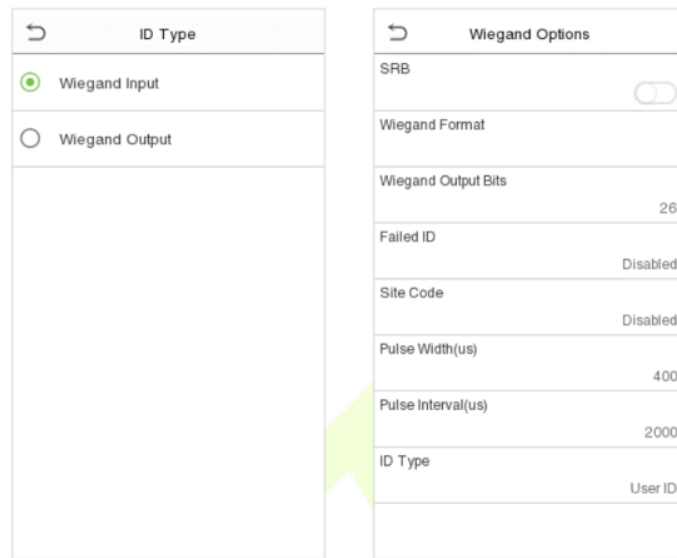 ID Type
Wiegand Input
Wiegand Output
Wiegand Options
SRB
Wiegand Format
Wiegand Output Bits
26
Failed ID
Disabled
Site Code
Disabled
Pulse Width(us)
400
Pulse Interval(us)
2000
ID Type
User ID